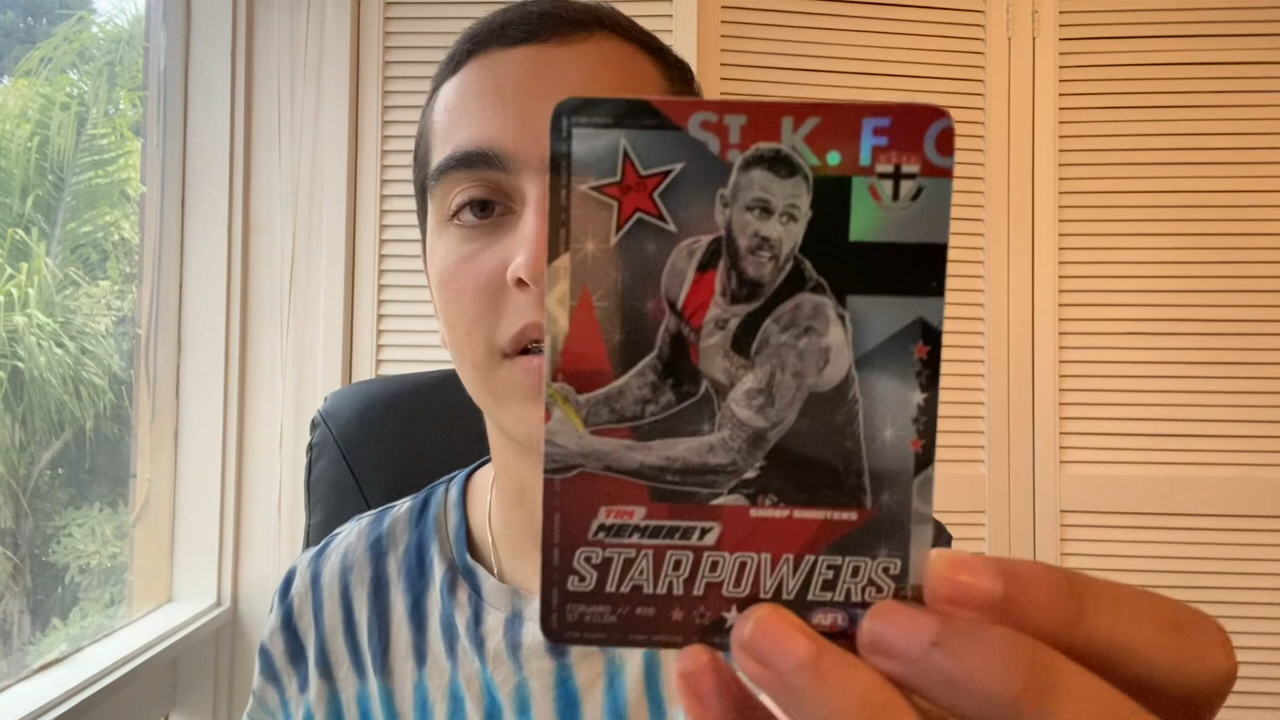 ST. K. F. C
TIM
MEMBREY
SHARP SHOOTERS
STAR POWERS
FORWARD // #28
ST KILDA
AFL